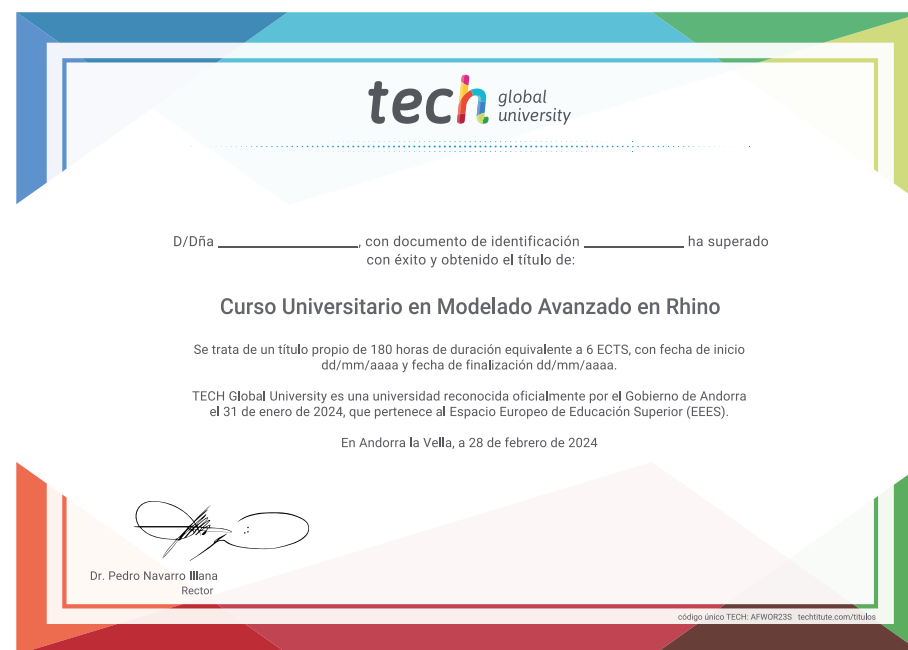 tech global university
D/Dña ______________, con documento de identificación __________ ha superado
con éxito y obtenido el título de:
Curso Universitario en Modelado Avanzado en Rhino
Se trata de un título propio de 180 horas de duración equivalente a 6 ECTS, con fecha de inicio
dd/mm/aaaa y fecha de finalización dd/mm/aaaa.
TECH Global University es una universidad reconocida oficialmente por el Gobierno de Andorra
el 31 de enero de 2024, que pertenece al Espacio Europeo de Educación Superior (EEES).
En Andorra la Vella, a 28 de febrero de 2024
Dr. Pedro Navarro Illana
Rector
código único TECH: AFWOR23S techtitute.com/titulos